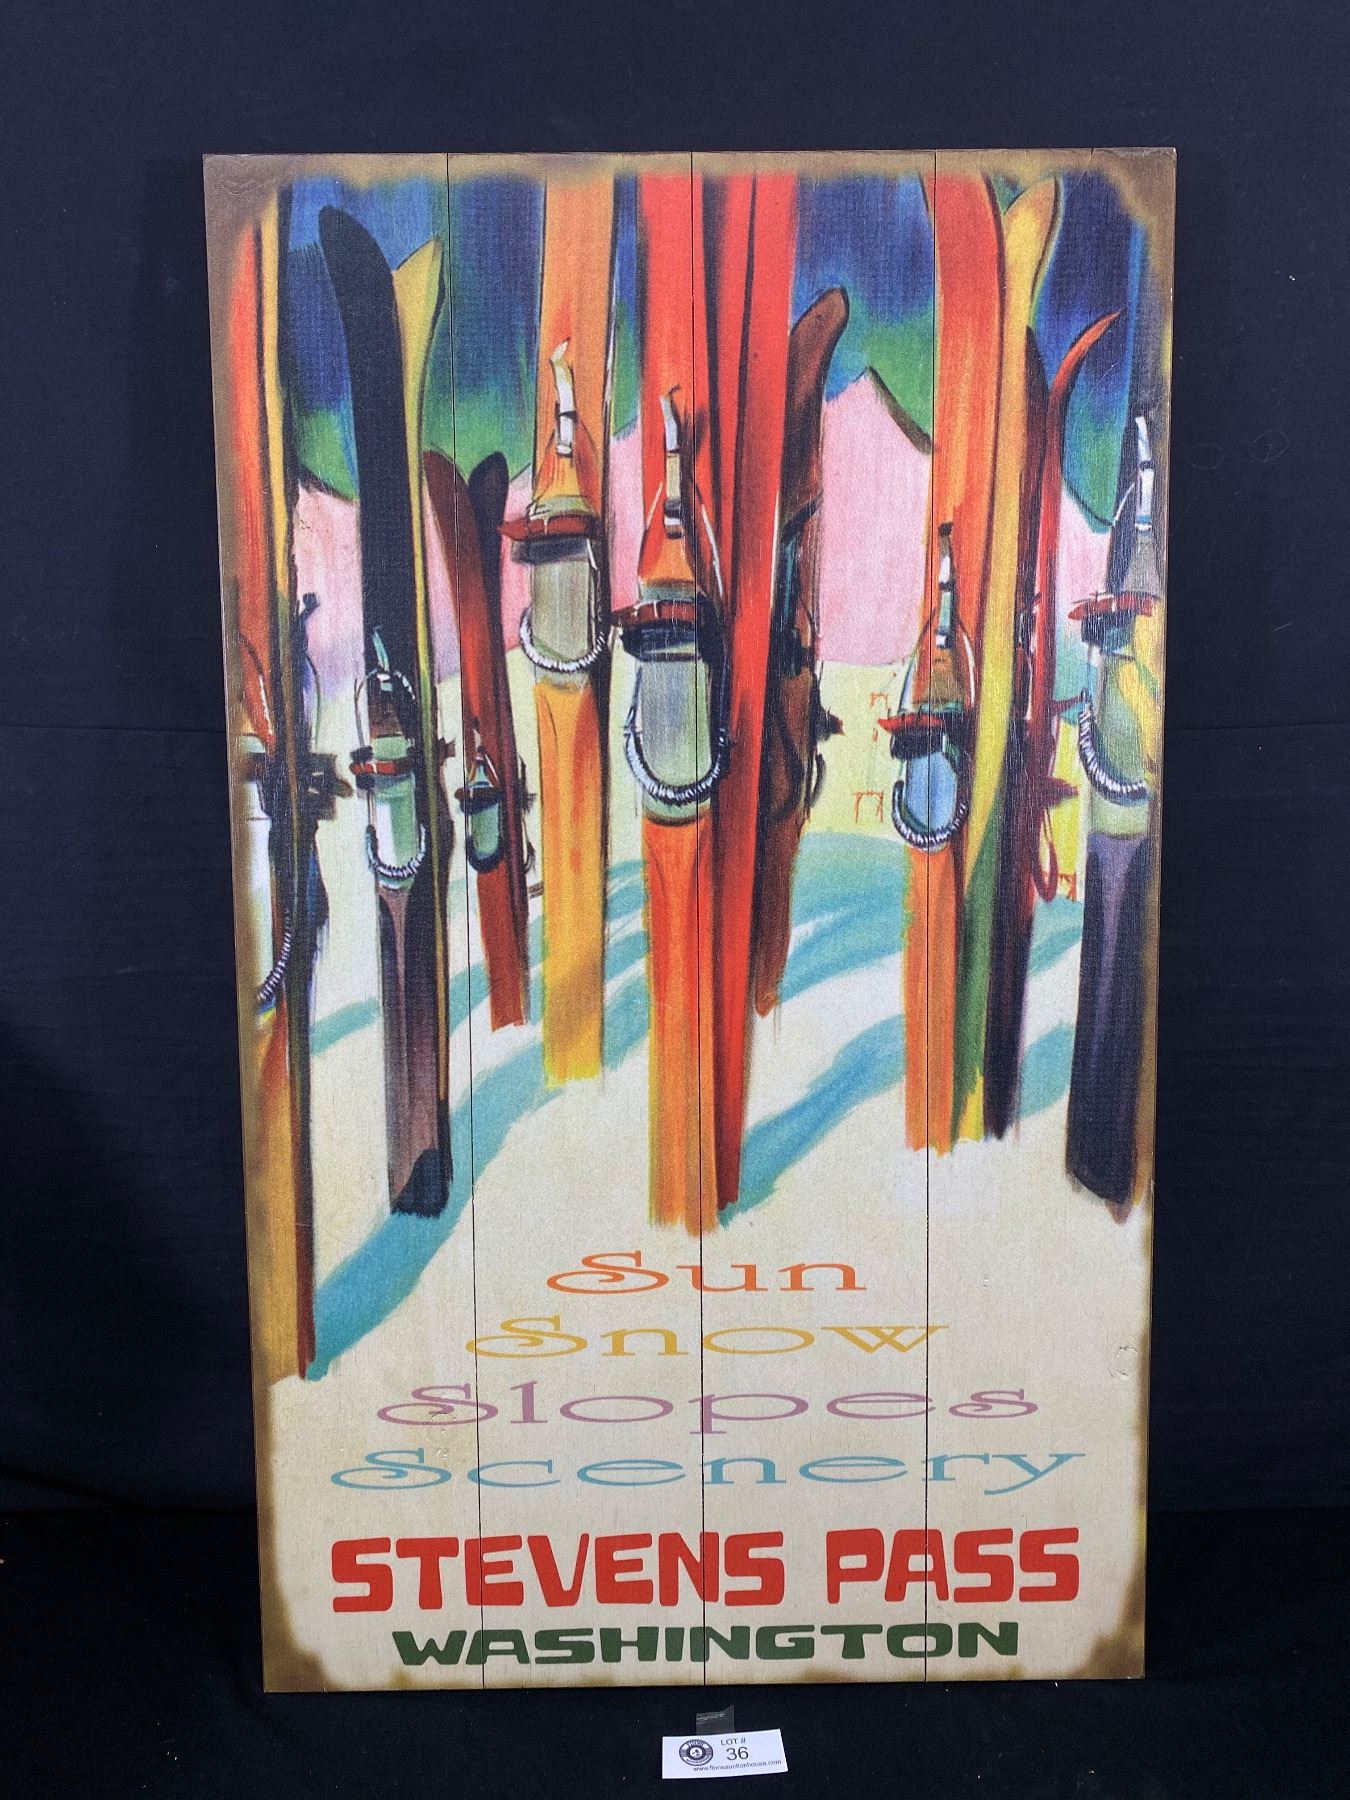 Sun
Snow
Slopes
Scenery
STEVENS PASS
WASHINGTON
LOT #
36